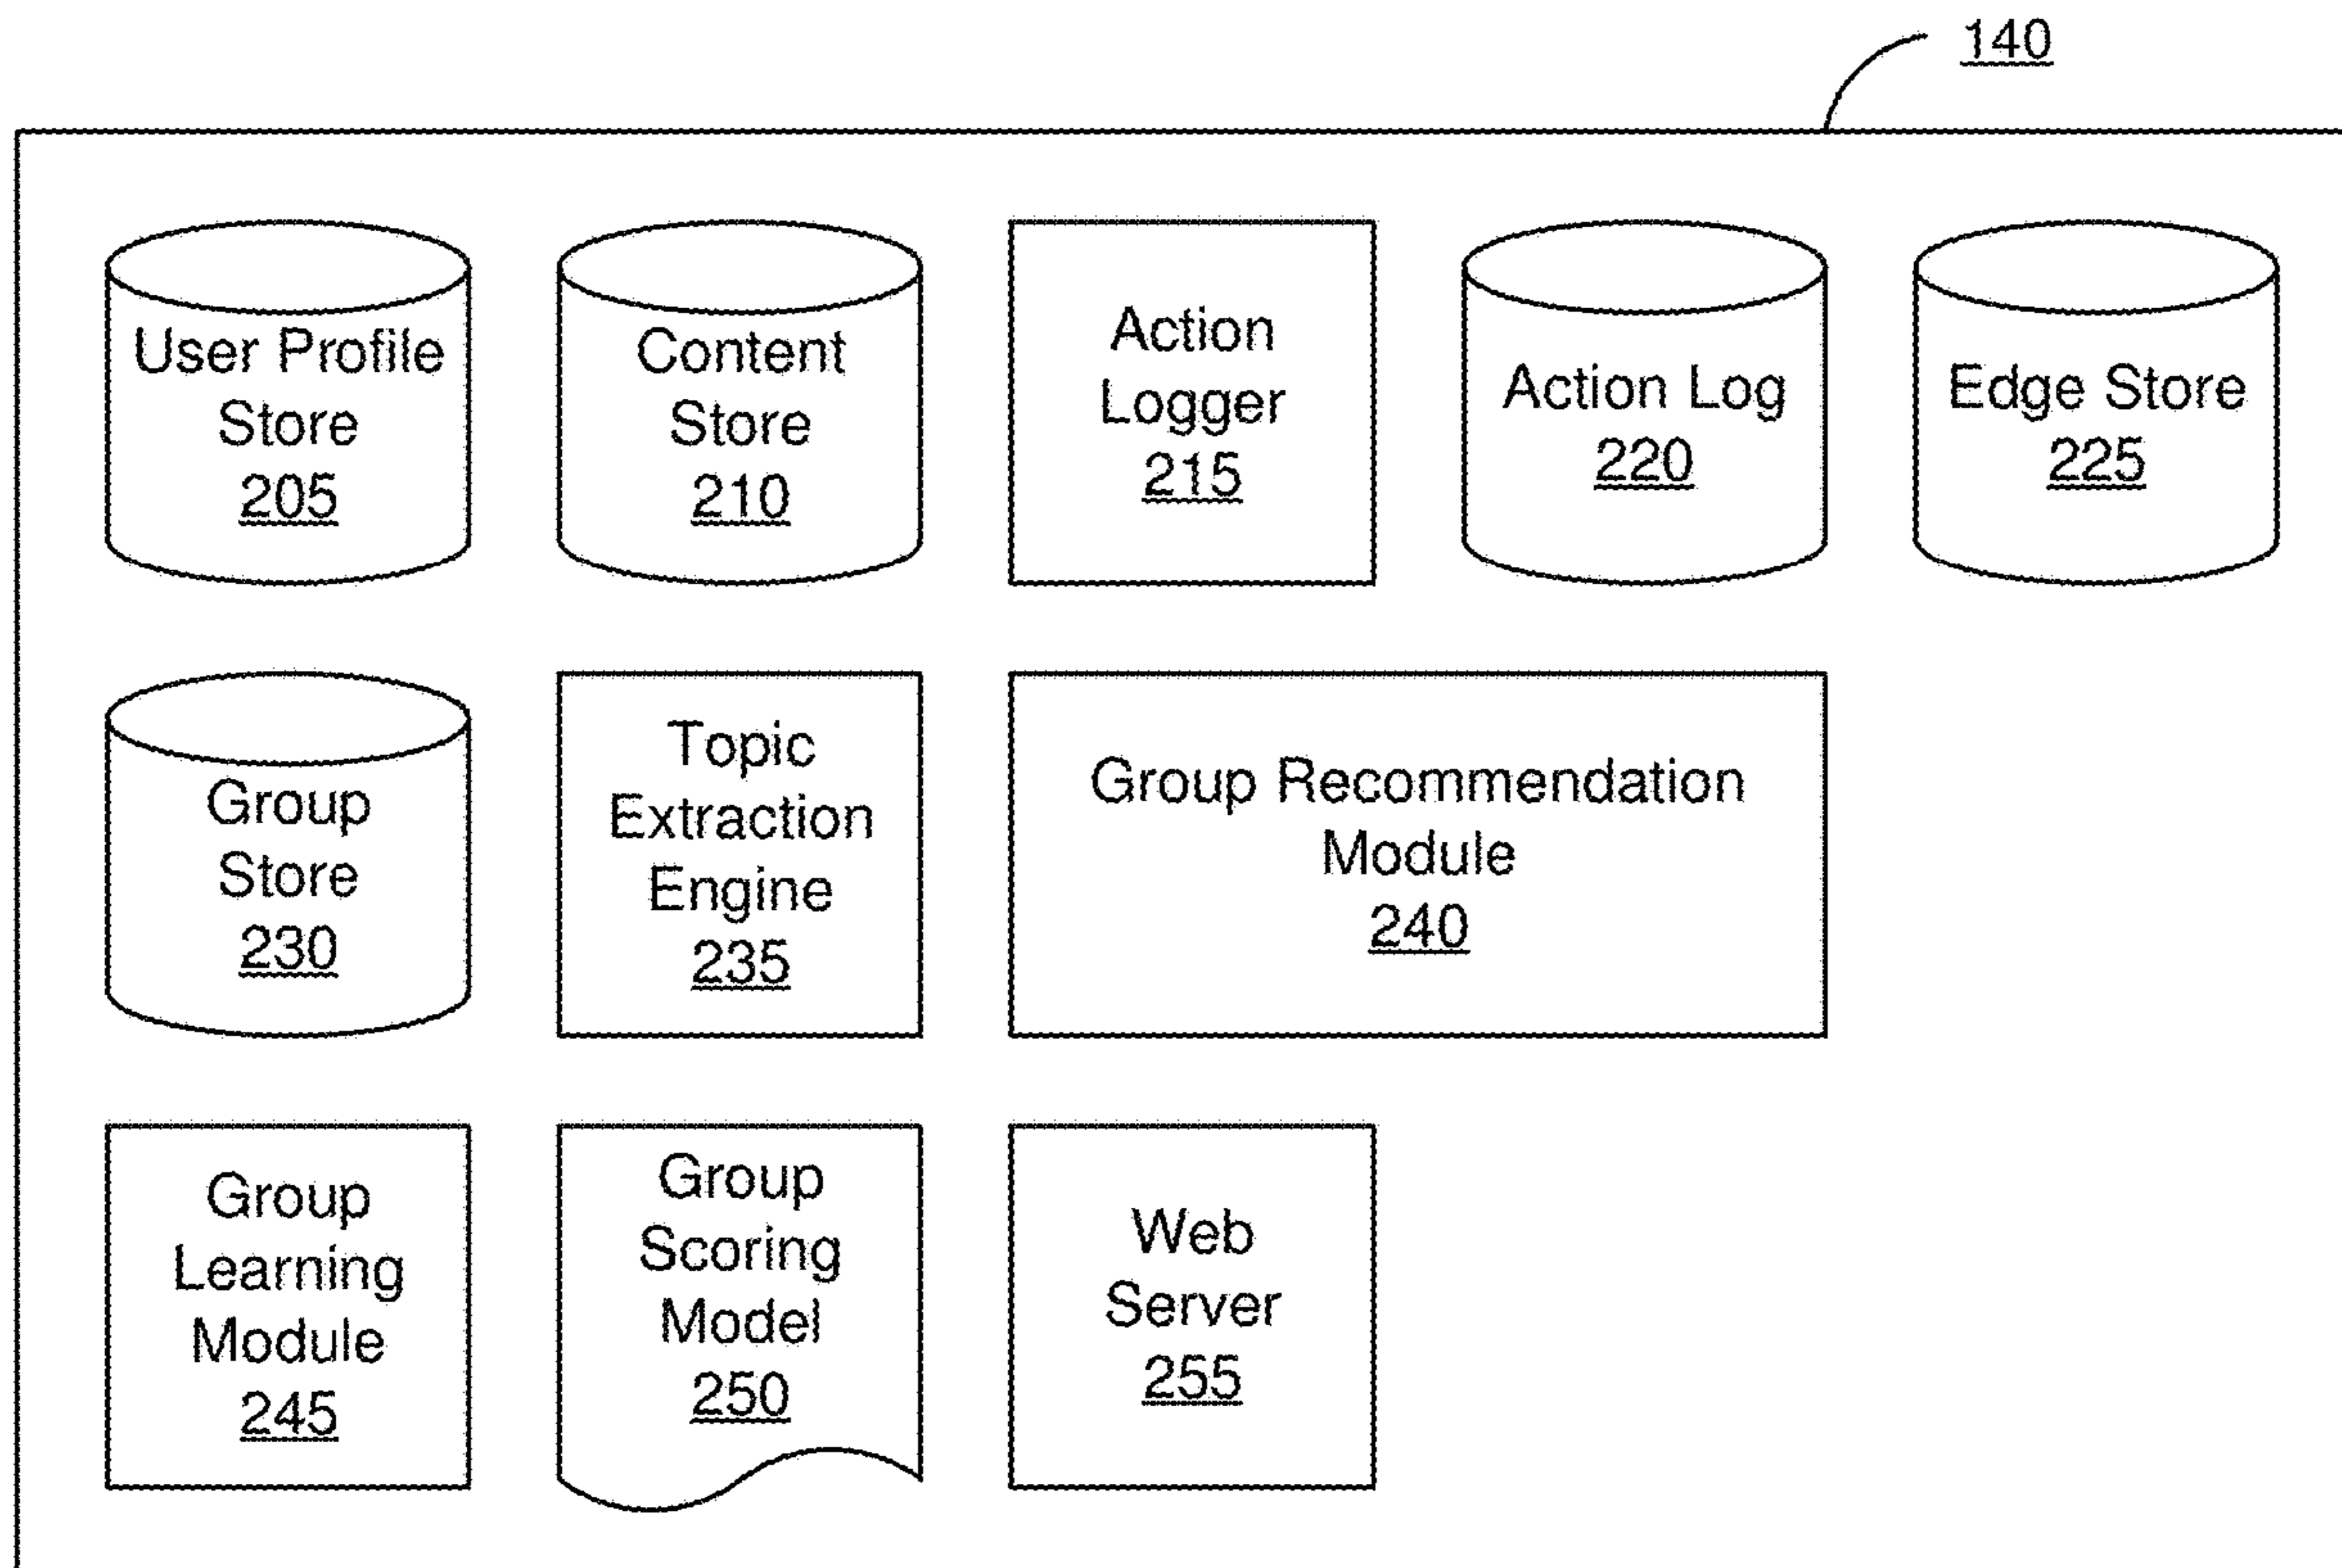 140
User Profile
Store
205
Content
Store
210
Action
Logger
215
Action Log
220
Edge Store
225
Group
Store
230
Topic
Extraction
Engine
235
Group Recommendation
Module
240
Group
Learning
Module
245
Group
Scoring
Model
250
Web
Server
255